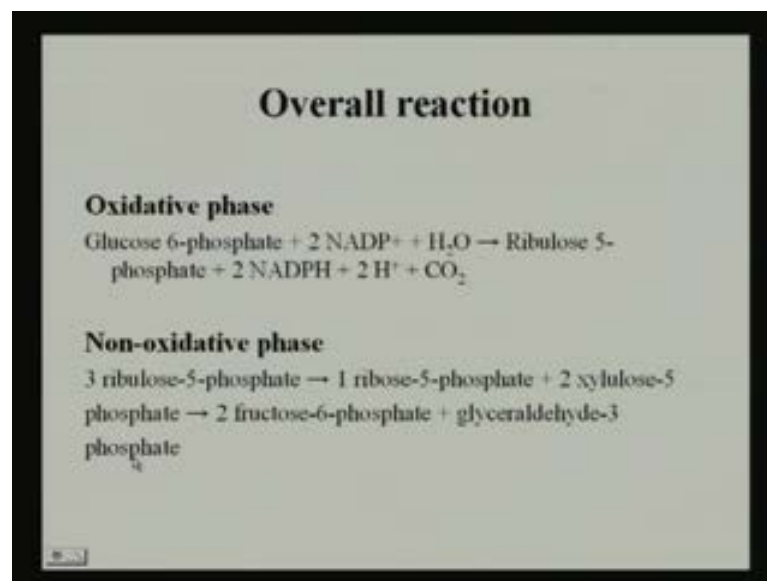 Overall reaction
Oxidative phase
Glucose 6-phosphate + 2 NADP+ + H₂O → Ribulose 5-
phosphate + 2 NADPH + 2 H⁺ + CO₂
Non-oxidative phase
3 ribulose-5-phosphate → 1 ribose-5-phosphate + 2 xylulose-5
phosphate → 2 fructose-6-phosphate + glyceraldehyde-3
phosphate